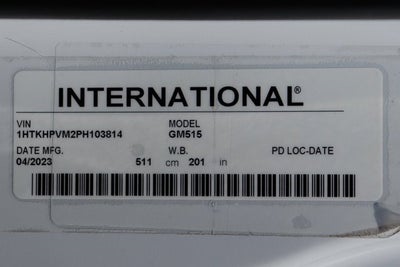 INTERNATIONAL®
VIN MODEL
1HTKHPVM2PH103814 GM515
DATE MFG. W.B. PD LOC-DATE
04/2023 511 cm 201 in